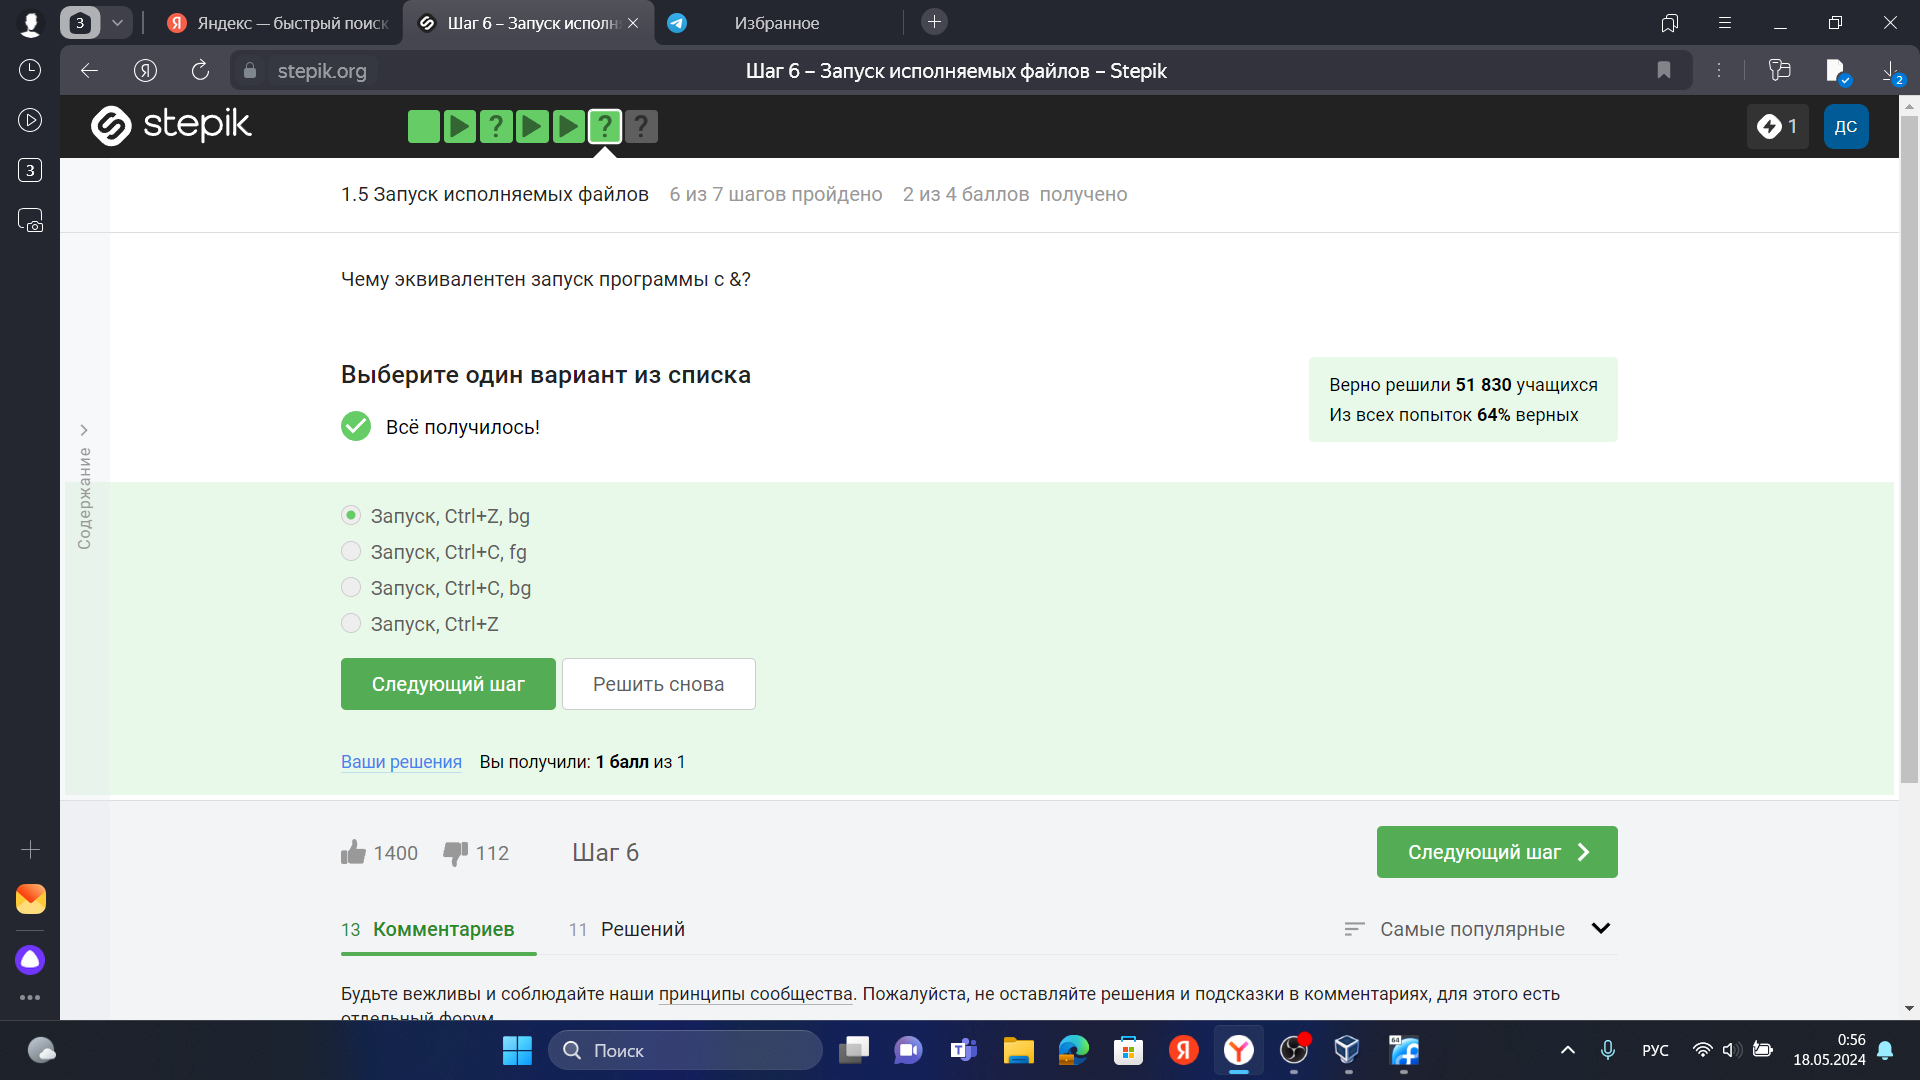 3
Яндекс — быстрый поиск
Шаг 6 – Запуск исполн
Избранное
stepik.org
Шаг 6 – Запуск исполняемых файлов – Stepik
2
3
stepik
? ? ?
1
ДС
1.5 Запуск исполняемых файлов 6 из 7 шагов пройдено 2 из 4 баллов получено
Чему эквивалентен запуск программы с &?
Выберите один вариант из списка
Всё получилось!
Верно решили 51 830 учащихся
Из всех попыток 64% верных
Содержание
Запуск, Ctrl+Z, bg
Запуск, Ctrl+C, fg
Запуск, Ctrl+C, bg
Запуск, Ctrl+Z
Следующий шаг
Решить снова
Ваши решения Вы получили: 1 балл из 1
1400 112 Шаг 6
Следующий шаг
13 Комментариев
11 Решений
Самые популярные
Будьте вежливы и соблюдайте наши принципы сообщества. Пожалуйста, не оставляйте решения и подсказки в комментариях, для этого есть
отдельный форум.
Поиск
64
РУС
0:56
18.05.2024